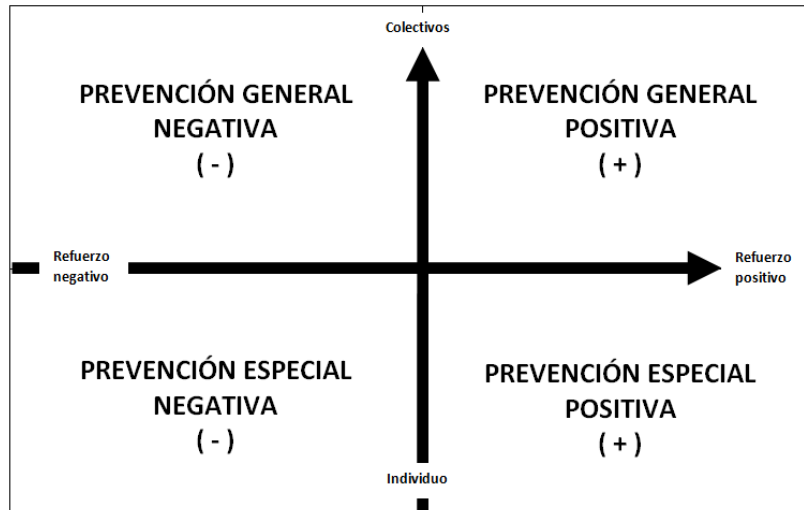 Colectivos
PREVENCIÓN GENERAL
NEGATIVA
( - )
PREVENCIÓN GENERAL
POSITIVA
( + )
Refuerzo
negativo
Refuerzo
positivo
PREVENCIÓN ESPECIAL
NEGATIVA
( - )
PREVENCIÓN ESPECIAL
POSITIVA
( + )
Individuo